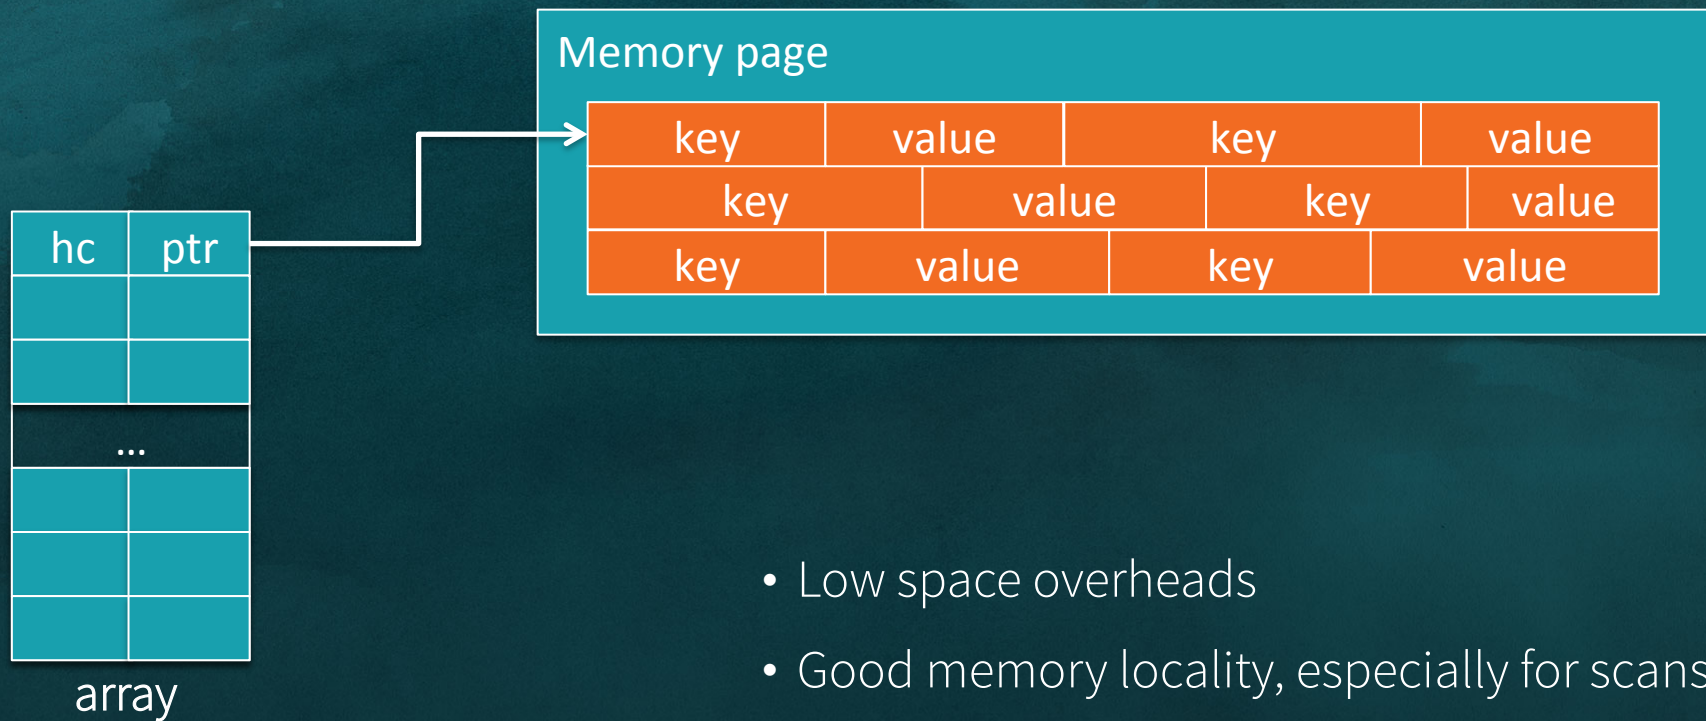 Memory page
key value key value
key value key value
key value key value
hc ptr
...
array
• Low space overheads
• Good memory locality, especially for scans